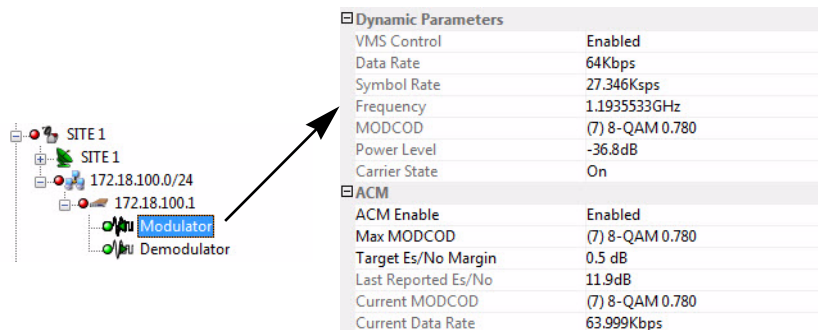 SITE 1
SITE 1
172.18.100.0/24
172.18.100.1
Modulator
Demodulator
Dynamic Parameters
VMS Control Enabled
Data Rate 64Kbps
Symbol Rate 27.346Ksps
Frequency 1.1935533GHz
MODCOD (7) 8-QAM 0.780
Power Level -36.8dB
Carrier State On
ACM
ACM Enable Enabled
Max MODCOD (7) 8-QAM 0.780
Target Es/No Margin 0.5 dB
Last Reported Es/No 11.9dB
Current MODCOD (7) 8-QAM 0.780
Current Data Rate 63.999Kbps